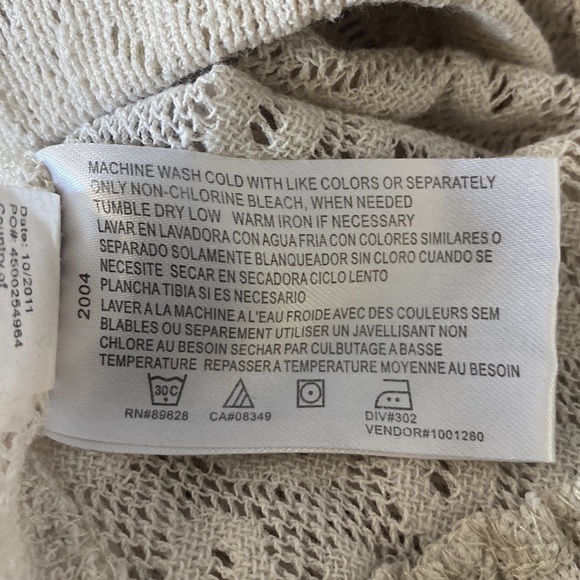 MACHINE WASH COLD WITH LIKE COLORS OR SEPARATELY
ONLY NON-CHLORINE BLEACH, WHEN NEEDED
TUMBLE DRY LOW WARM IRON IF NECESSARY
LAVAR EN LAVADORA CON AGUA FRIA CON COLORES SIMILARES O
SEPARADO SOLAMENTE BLANQUEADOR SIN CLORO CUANDO SE
NECESITE SECAR EN SECADORA CICLO LENTO
PLANCHA TIBIA SI ES NECESARIO
LAVER A LA MACHINE A L'EAU FROIDE AVEC DES COULEURS SEM
BLABLES OU SEPAREMENT UTILISER UN JAVELLISANT NON
CHLORE AU BESOIN SECHAR PAR CULBUTAGE A BASSE
TEMPERATURE REPASSER A TEMPERATURE MOYENNE AU BESOIN
30C
RN#89828 CA#08349 DIV#302
VENDOR#1001280
2004
Date: 10/2011
PO#: 4500254964
Country of